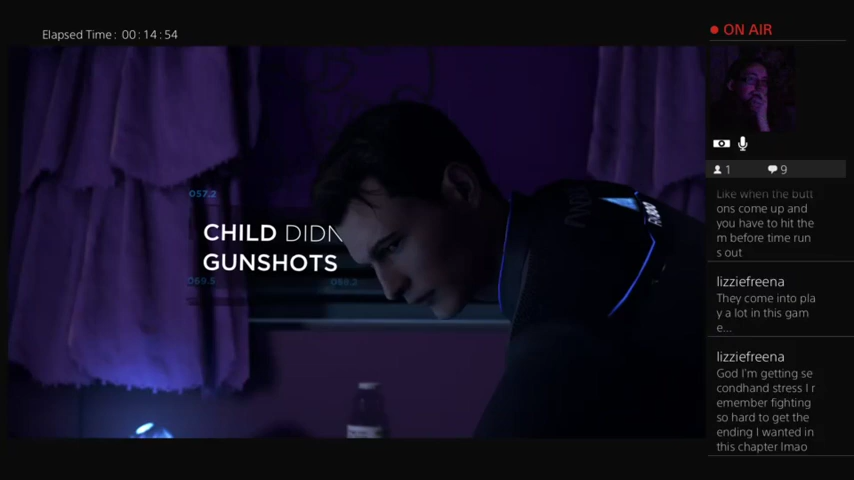 Elapsed Time: 00:14:54
ON AIR
1
9
057.2
CHILD DIDN
GUNSHOTS
069.5
Like when the butt
ons come up and
you have to hit the
m before time run
s out
lizziefreena
They come into pla
y a lot in this gam
e...
lizziefreena
God I'm getting se
condhand stress I r
emember fighting
so hard to get the
ending I wanted in
this chapter lmao